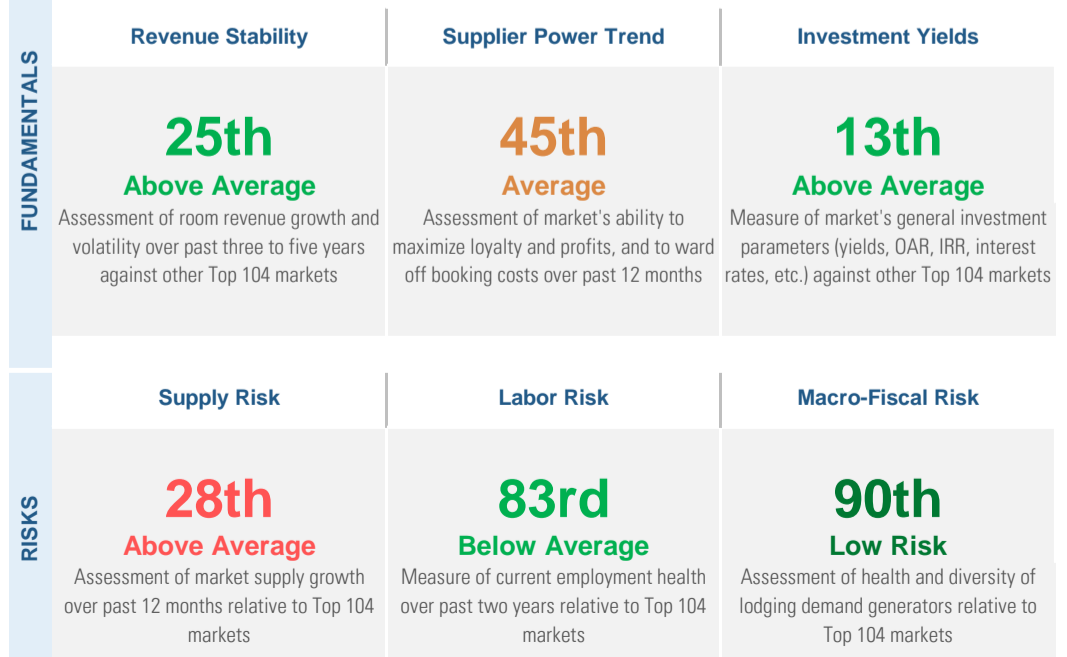 FUNDAMENTALS
Revenue Stability
25th
Above Average
Assessment of room revenue growth and
volatility over past three to five years
against other Top 104 markets
Supplier Power Trend
45th
Average
Assessment of market's ability to
maximize loyalty and profits, and to ward
off booking costs over past 12 months
Investment Yields
13th
Above Average
Measure of market's general investment
parameters (yields, OAR, IRR, interest
rates, etc.) against other Top 104 markets
RISKS
Supply Risk
28th
Above Average
Assessment of market supply growth
over past 12 months relative to Top 104
markets
Labor Risk
83rd
Below Average
Measure of current employment health
over past two years relative to Top 104
markets
Macro-Fiscal Risk
90th
Low Risk
Assessment of health and diversity of
lodging demand generators relative to
Top 104 markets